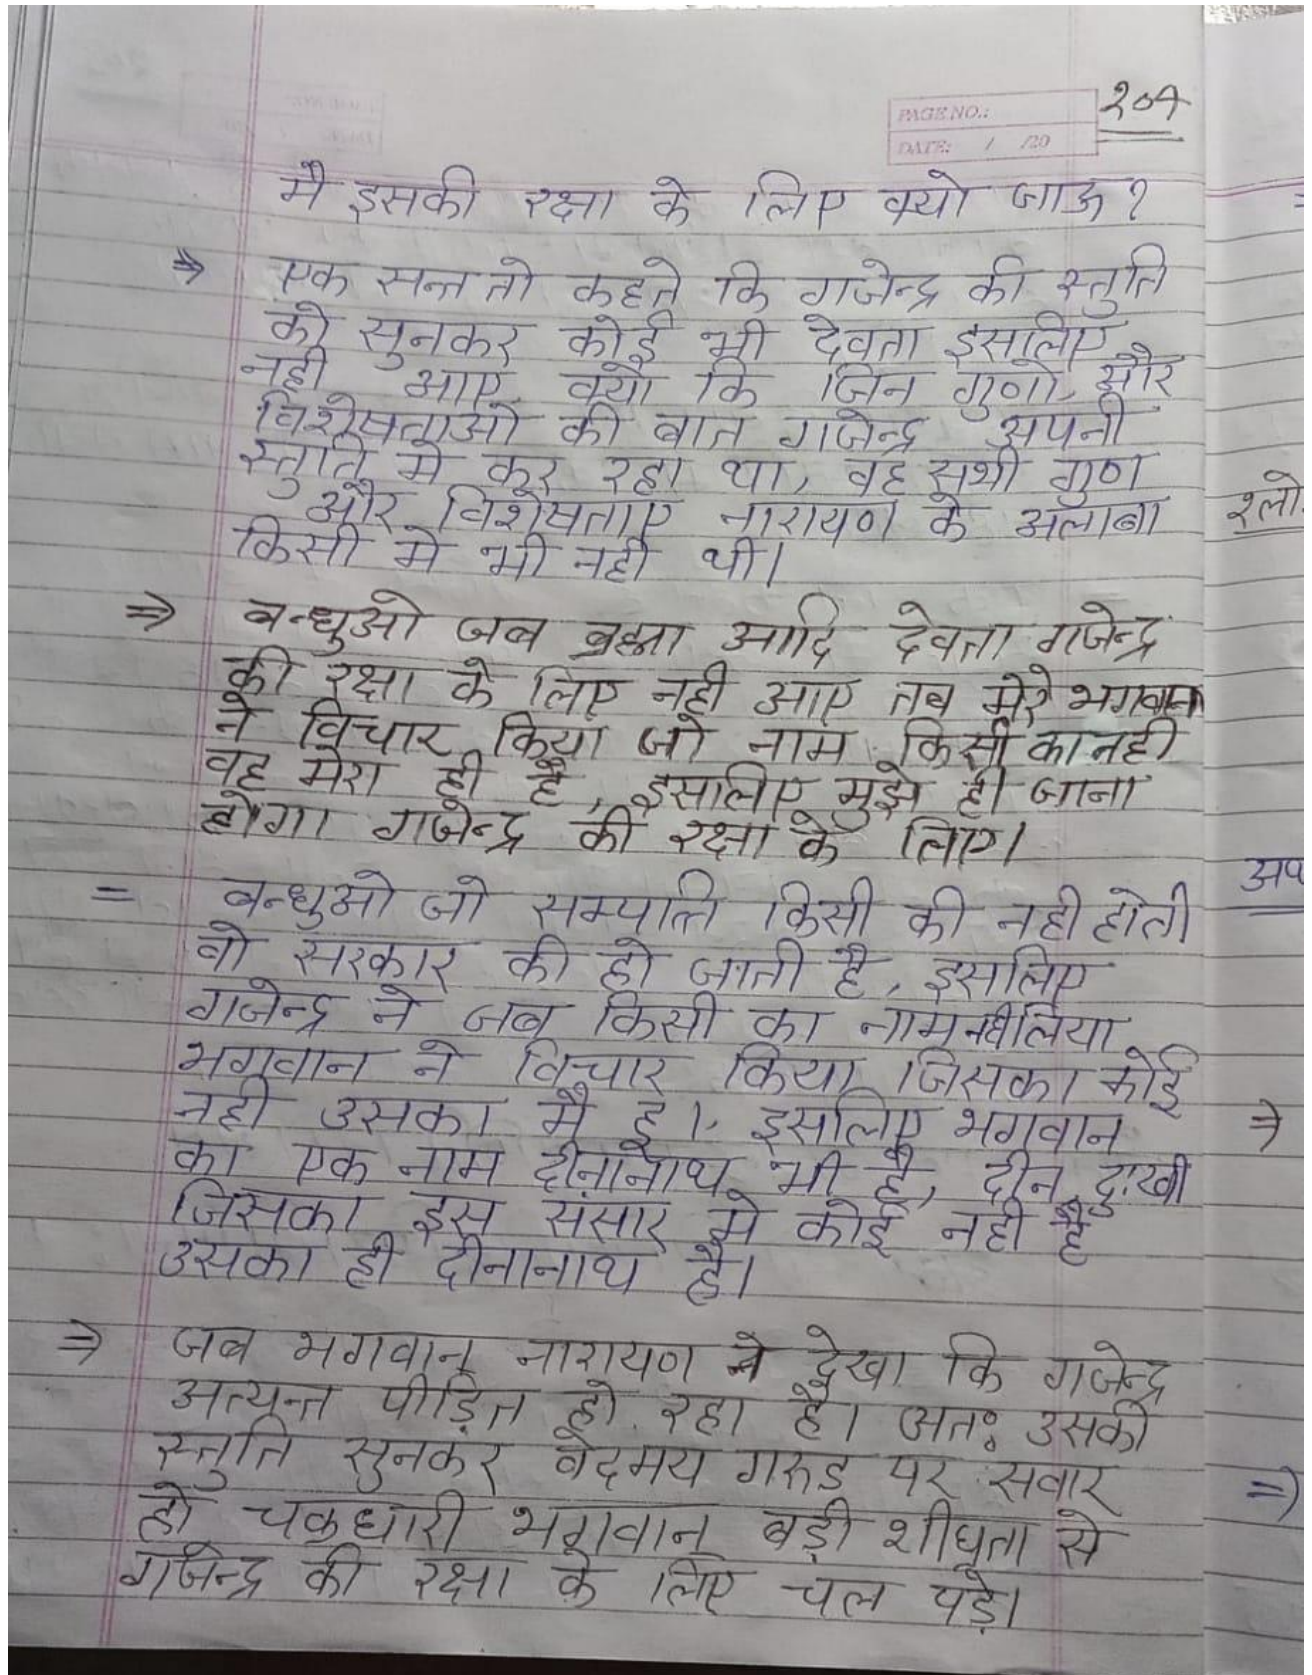 PAGE NO.:
DATE: / /20
मै इसकी रक्षा के लिए क्यो जाऊ?
⇒ एक सन्त तो कहते कि गजेन्द्र की स्तुति
को सुनकर कोई भी देवता इसलिए
नही आए क्यो कि जिन गुणो और
विशेषताओ की बात गजेन्द्र अपनी
स्तुति मे कर रहा था, वह सभी गुण
और विशेषताए नारायण के अलाबा
किसी मे भी नही थी।
⇒ बन्धुओ जब ब्रह्मा आदि देवता गजेन्द्र
की रक्षा के लिए नही आए तब मेरे भगवान
ने विचार किया जो नाम किसी का नही
वह मेरा ही है, इसलिए मुझे ही जाना
होगा गजेन्द्र की रक्षा के लिए।
= बन्धुओ जो सम्पत्ति किसी की नही होती
वो सरकार की हो जाती है, इसलिए
गजेन्द्र ने जब किसी का नाम नही लिया
भगवान ने विचार किया जिसका कोई
नही उसका मै हू। इसलिए भगवान
का एक नाम दीनानाथ भी है, दीन दुःखी
जिसका इस संसार मे कोई नही है
उसका ही दीनानाथ है।
⇒ जब भगवान नारायण ने देखा कि गजेन्द्र
अत्यन्त पीड़ित हो रहा है। अतः उसकी
स्तुति सुनकर वेदमय गरुड पर सवार
हो चक्रधारी भगवान बड़ी शीघ्रता से
गजेन्द्र की रक्षा के लिए चल पड़े।